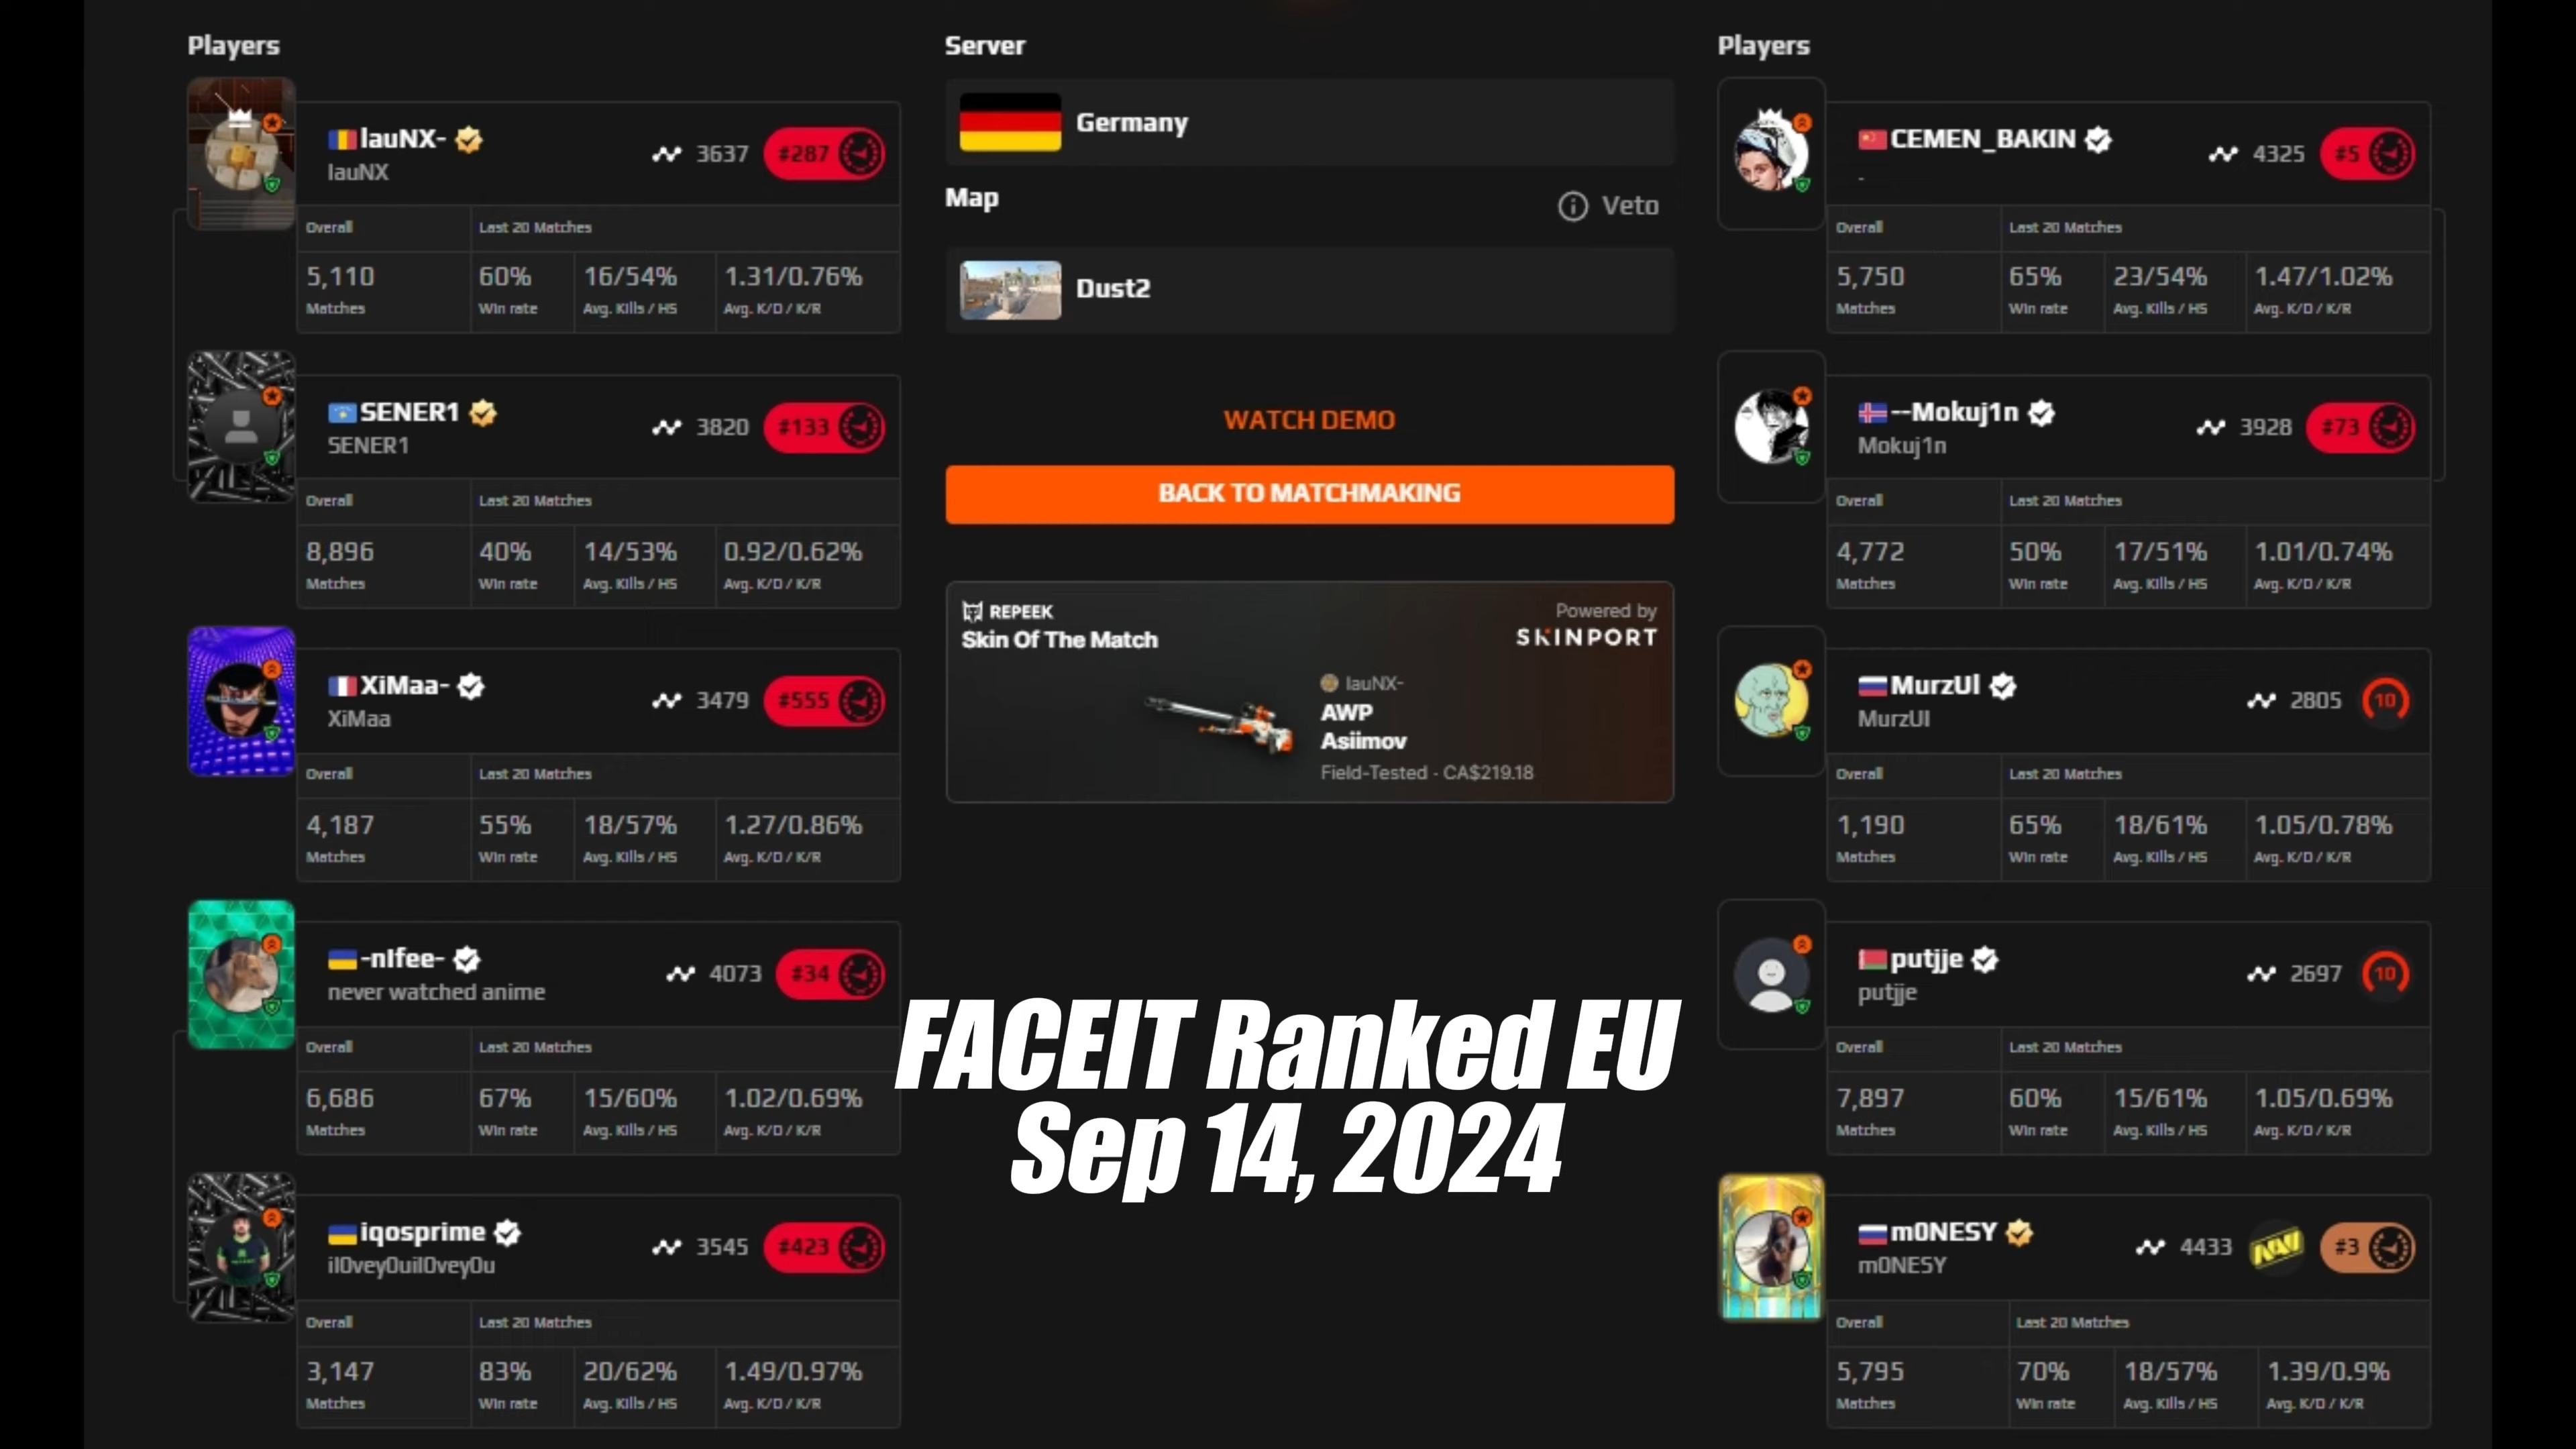 Players
lauNX-
lauNX
3637
#287
Overall
Last 20 Matches
5,110
60%
16/54%
1.31/0.76%
Matches
Win rate
Avg. Kills / HS
Avg. K/D / K/R
SENER1
SENER1
3820
#133
Overall
Last 20 Matches
8,896
40%
14/53%
0.92/0.62%
Matches
Win rate
Avg. Kills / HS
Avg. K/D / K/R
XiMaa-
XiMaa
3479
#555
Overall
Last 20 Matches
4,187
55%
18/57%
1.27/0.86%
Matches
Win rate
Avg. Kills / HS
Avg. K/D / K/R
-nIfee-
never watched anime
4073
#34
Overall
Last 20 Matches
6,686
67%
15/60%
1.02/0.69%
Matches
Win rate
Avg. Kills / HS
Avg. K/D / K/R
iqosprime
il0vey0uil0vey0u
3545
#423
Overall
Last 20 Matches
3,147
83%
20/62%
1.49/0.97%
Matches
Win rate
Avg. Kills / HS
Avg. K/D / K/R
Server
Germany
Map
Veto
Dust2
WATCH DEMO
BACK TO MATCHMAKING
REPEEK
Skin Of The Match
Powered by
SKINPORT
lauNX-
AWP
Asiimov
Field-Tested · CA$219.18
FACEIT Ranked EU
Sep 14, 2024
Players
CEMEN_BAKIN
-
4325
#5
Overall
Last 20 Matches
5,750
65%
23/54%
1.47/1.02%
Matches
Win rate
Avg. Kills / HS
Avg. K/D / K/R
--Mokuj1n
Mokuj1n
3928
#73
Overall
Last 20 Matches
4,772
50%
17/51%
1.01/0.74%
Matches
Win rate
Avg. Kills / HS
Avg. K/D / K/R
MurzUl
MurzUl
2805
10
Overall
Last 20 Matches
1,190
65%
18/61%
1.05/0.78%
Matches
Win rate
Avg. Kills / HS
Avg. K/D / K/R
putjje
putjje
2697
10
Overall
Last 20 Matches
7,897
60%
15/61%
1.05/0.69%
Matches
Win rate
Avg. Kills / HS
Avg. K/D / K/R
m0NESY
m0NESY
4433
NAVI
#3
Overall
Last 20 Matches
5,795
70%
18/57%
1.39/0.9%
Matches
Win rate
Avg. Kills / HS
Avg. K/D / K/R